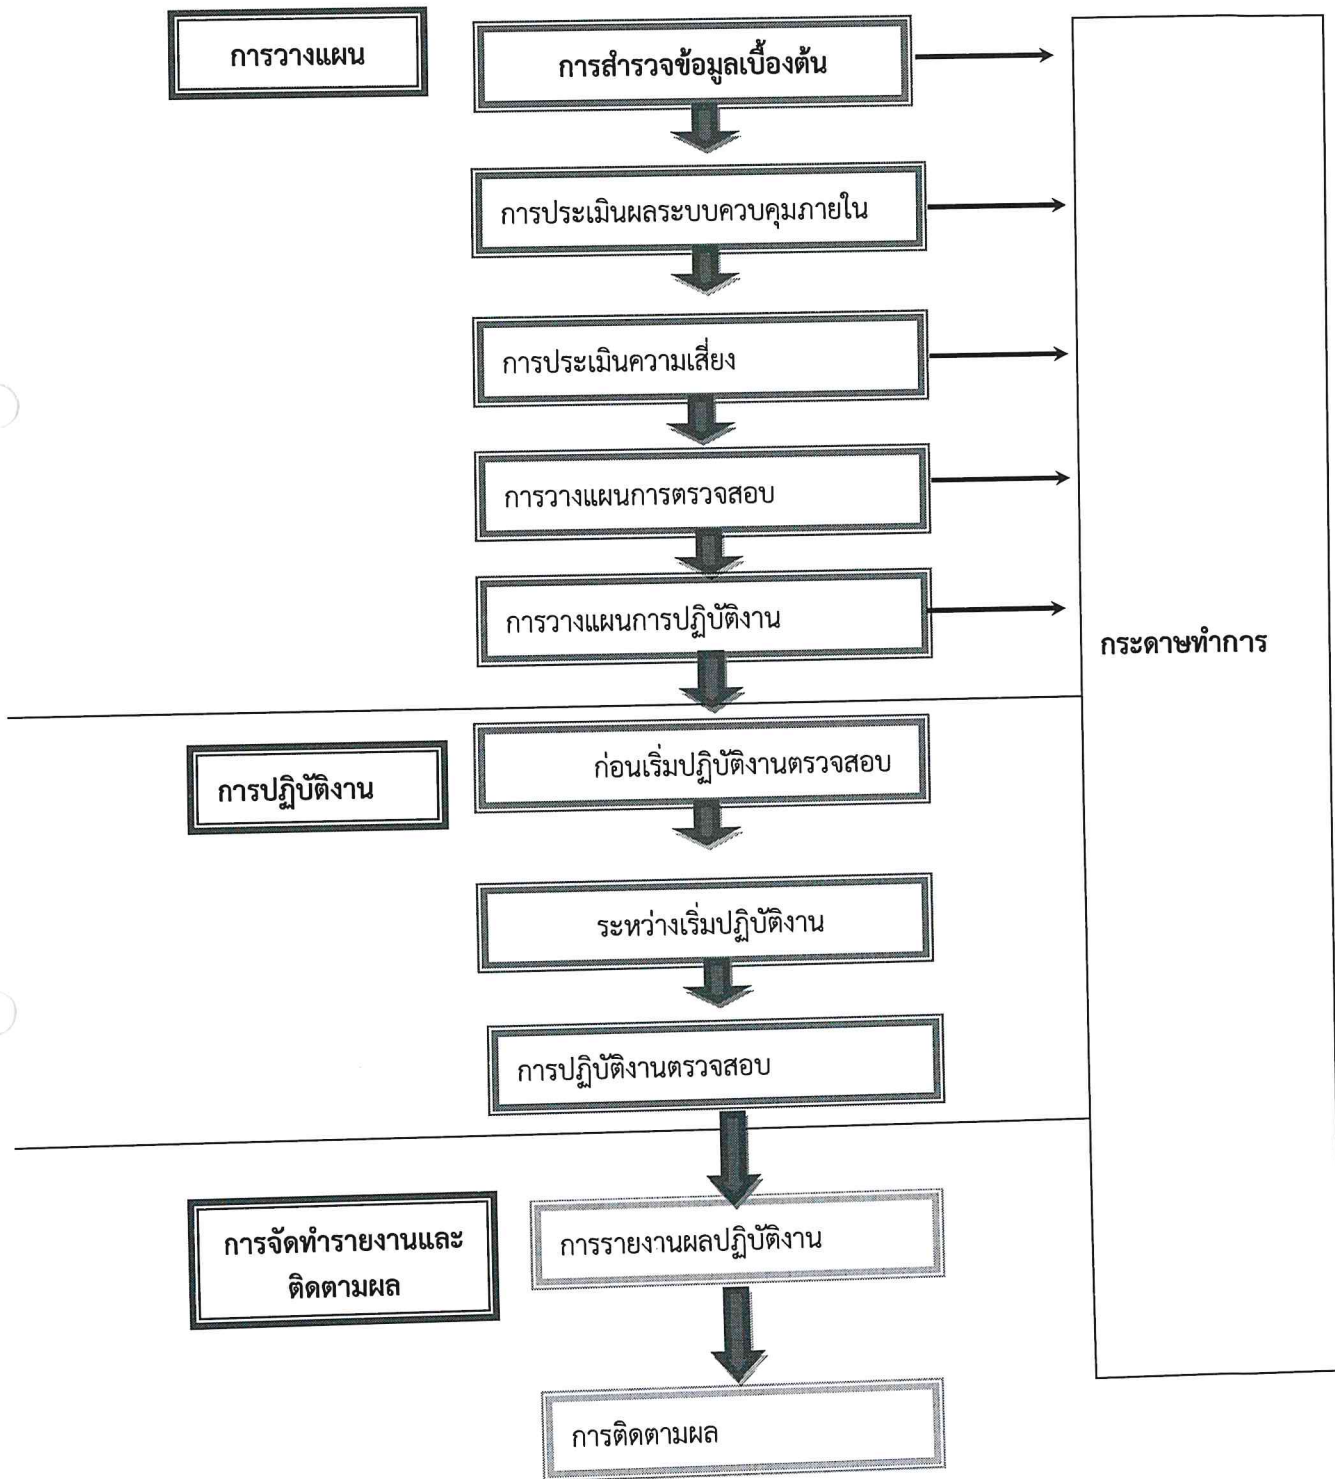 การวางแผน
การสำรวจข้อมูลเบื้องต้น
การประเมินผลระบบควบคุมภายใน
การประเมินความเสี่ยง
การวางแผนการตรวจสอบ
การวางแผนการปฏิบัติงาน
กระดาษทำการ
การปฏิบัติงาน
ก่อนเริ่มปฏิบัติงานตรวจสอบ
ระหว่างเริ่มปฏิบัติงาน
การปฏิบัติงานตรวจสอบ
การจัดทำรายงานและ
ติดตามผล
การรายงานผลปฏิบัติงาน
การติดตามผล